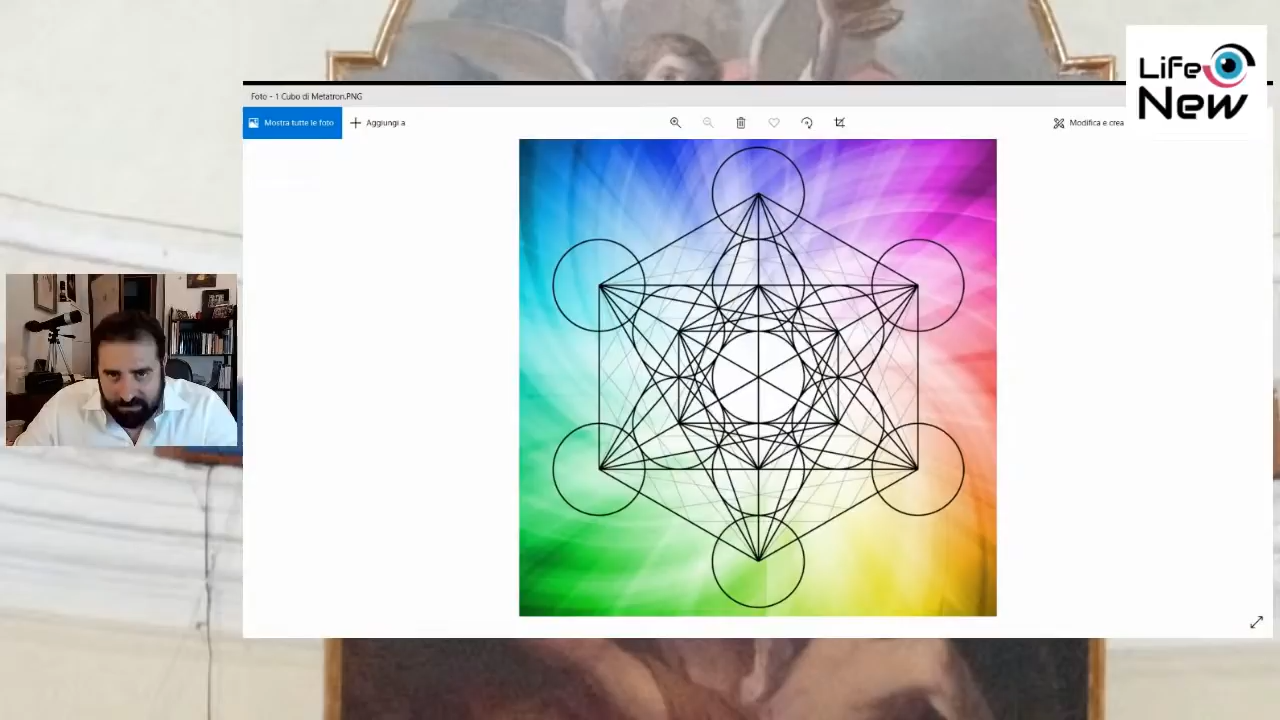 LiFe
New
Foto - 1 Cubo di Metatron.PNG
Mostra tutte le foto
Aggiungi a
Modifica e crea